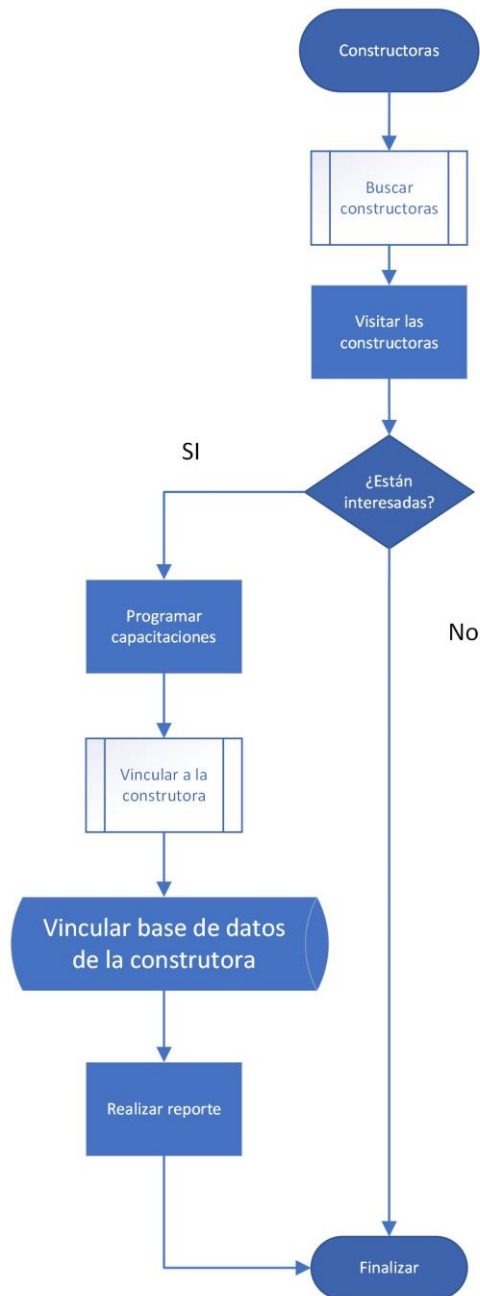 Constructoras
Buscar
constructoras
Visitar las
constructoras
¿Están
interesadas?
SI
No
Programar
capacitaciones
Vincular a la
construtora
Vincular base de datos
de la construtora
Realizar reporte
Finalizar